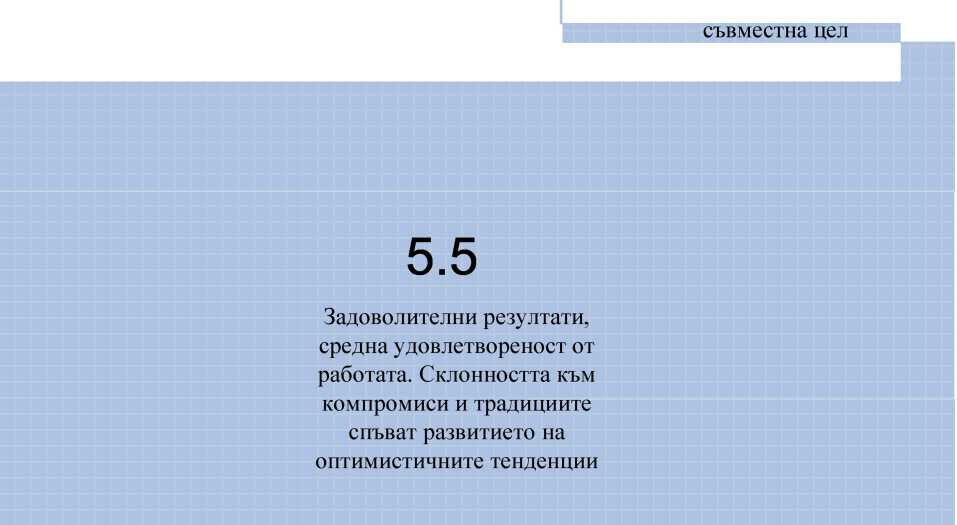 съвместна цел
5.5
Задоволителни резултати,
средна удовлетвореност от
работата. Склонността към
компромиси и традициите
спъват развитието на
оптимистичните тенденции